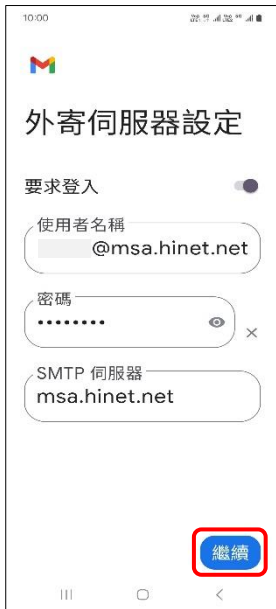 10:00
外寄伺服器設定
要求登入
使用者名稱
@msa.hinet.net
密碼
••••••••
SMTP 伺服器
msa.hinet.net
繼續